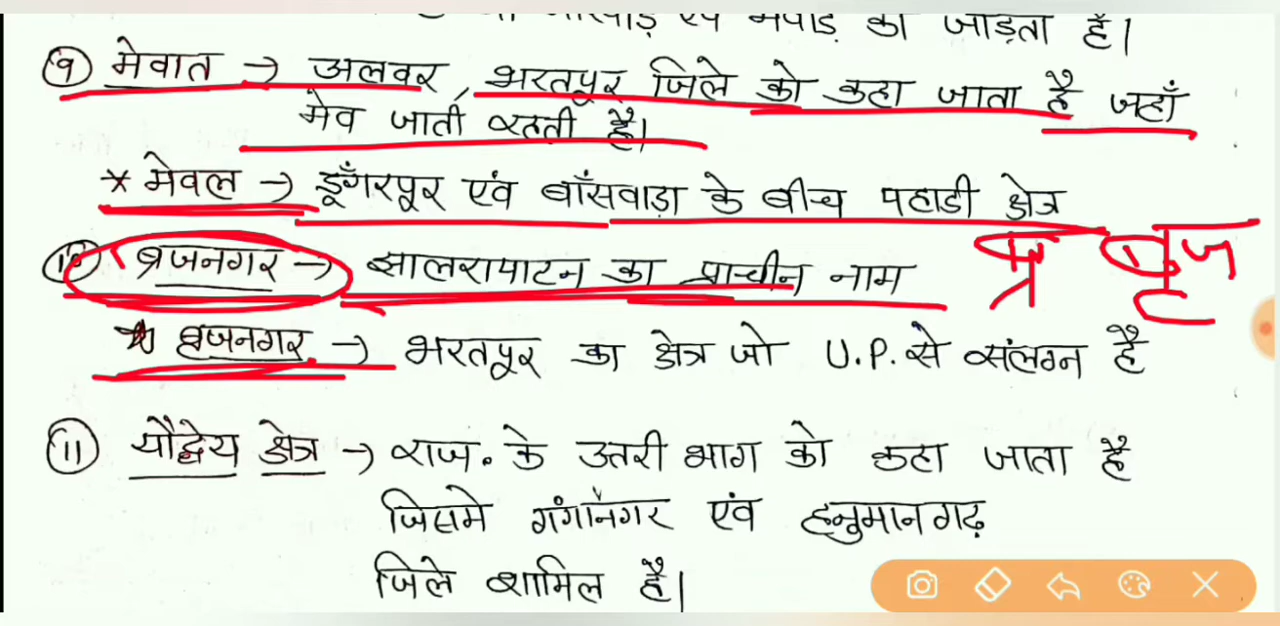 एवं मेवाड़ को जोड़ता है।
9 मेवात → अलवर, भरतपूर जिले को कहा जाता है जहाँ
मेव जाती रहती है।
* मेवल → डूँगरपूर एवं बाँसवाड़ा के बीच पहाडी क्षेत्र
10 ब्रजनगर → झालरापाटन का प्राचीन नाम
ब्र बृज
* बृजनगर → भरतपूर का क्षेत्र जो U.P. से संलग्न है
11 यौद्धेय क्षेत्र → राज. के उत्तरी भाग को कहा जाता है
जिसमे गंगानगर एवं हनुमानगढ़
जिले शामिल है।